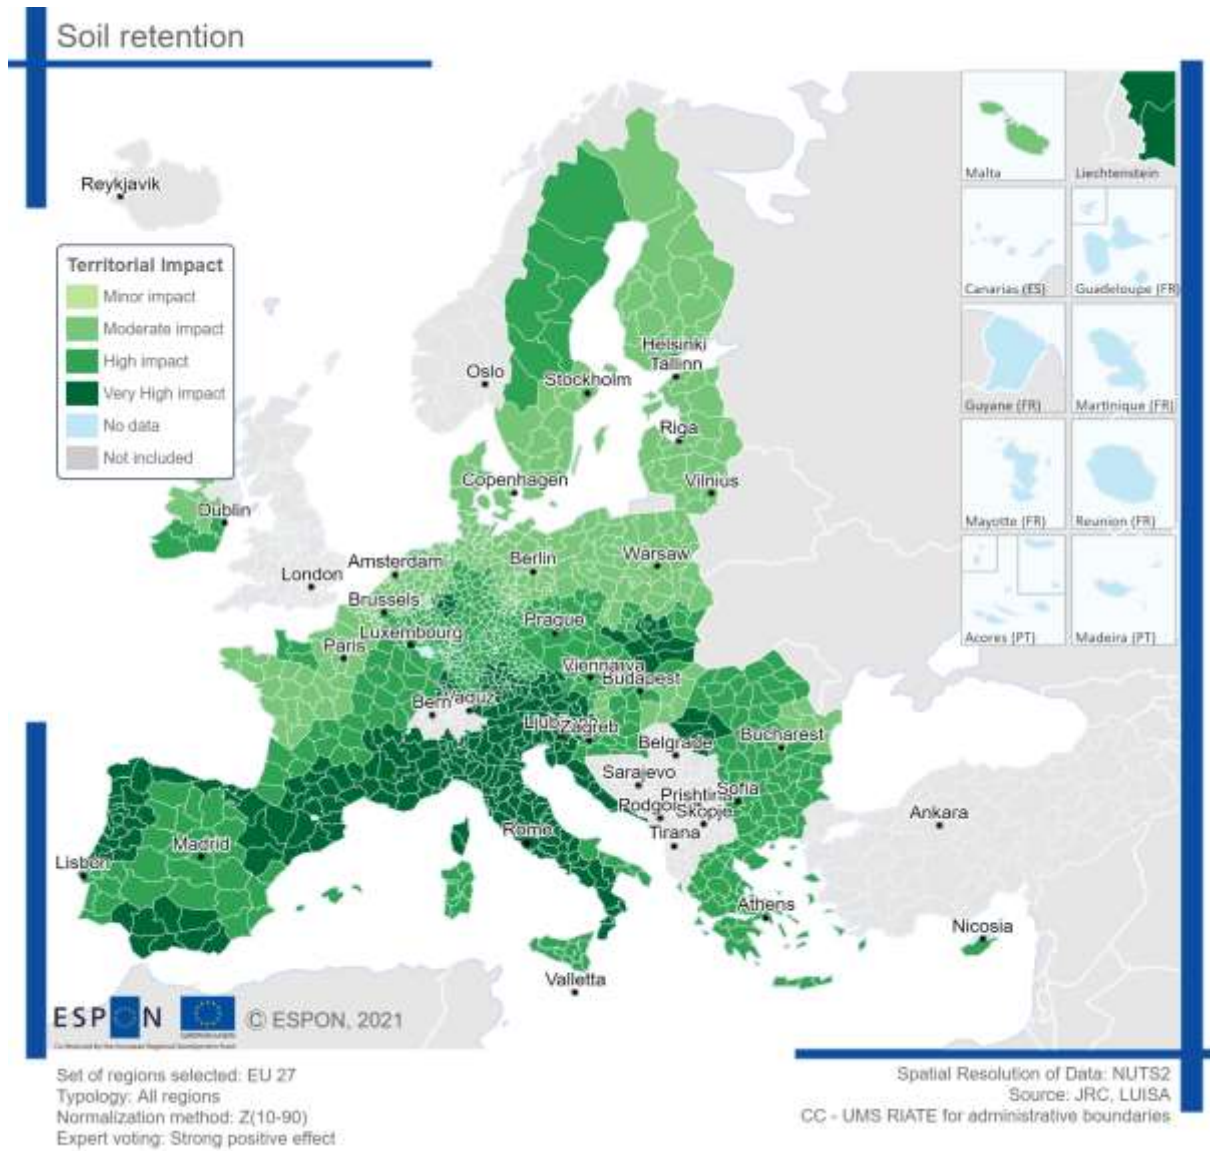 Soil retention
Reykjavik
Territorial Impact
Minor impact
Moderate impact
High impact
Very High impact
No data
Not included
Malta
Liechtenstein
Canarias (ES)
Guadeloupe (FR)
Guyane (FR)
Martinique (FR)
Mayotte (FR)
Reunion (FR)
Acores (PT)
Madeira (PT)
Helsinki
Tallinn
Oslo
Stockholm
Riga
Copenhagen
Vilnius
Dublin
Amsterdam
Berlin
Warsaw
London
Brussels
Prague
Luxembourg
Paris
Budapest
Bern
Vaduz
Zagreb
Belgrade
Bucharest
Sarajevo
Sofia
Prishtina
Skopje
Tirana
Ankara
Rome
Madrid
Lisbon
Athens
Nicosia
Valletta
ESPON
© ESPON, 2021
Set of regions selected: EU 27
Typology: All regions
Normalization method: Z(10-90)
Expert voting: Strong positive effect
Spatial Resolution of Data: NUTS2
Source: JRC, LUISA
CC - UMS RIATE for administrative boundaries